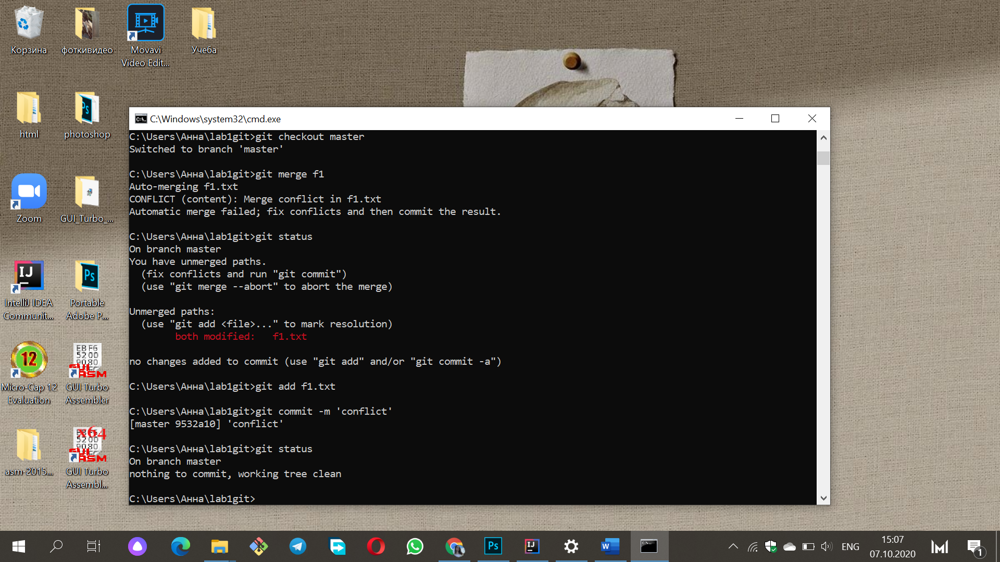 Корзина
фоткивидео
Movavi
Video Edit...
Учеба
html
photoshop
Zoom
GUI_Turbo_...
IntelliJ IDEA
Communit...
Portable
Adobe P...
Micro-Cap 12
Evaluation
GUI Turbo
Assembler
asm-2015...
GUI Turbo
Assembl...
C:\Windows\system32\cmd.exe
C:\Users\Анна\lab1git>git checkout master
Switched to branch 'master'
C:\Users\Анна\lab1git>git merge f1
Auto-merging f1.txt
CONFLICT (content): Merge conflict in f1.txt
Automatic merge failed; fix conflicts and then commit the result.
C:\Users\Анна\lab1git>git status
On branch master
You have unmerged paths.
(fix conflicts and run "git commit")
(use "git merge --abort" to abort the merge)
Unmerged paths:
(use "git add <file>..." to mark resolution)
both modified:   f1.txt
no changes added to commit (use "git add" and/or "git commit -a")
C:\Users\Анна\lab1git>git add f1.txt
C:\Users\Анна\lab1git>git commit -m 'conflict'
[master 9532a10] 'conflict'
C:\Users\Анна\lab1git>git status
On branch master
nothing to commit, working tree clean
C:\Users\Анна\lab1git>
ENG
15:07
07.10.2020
1